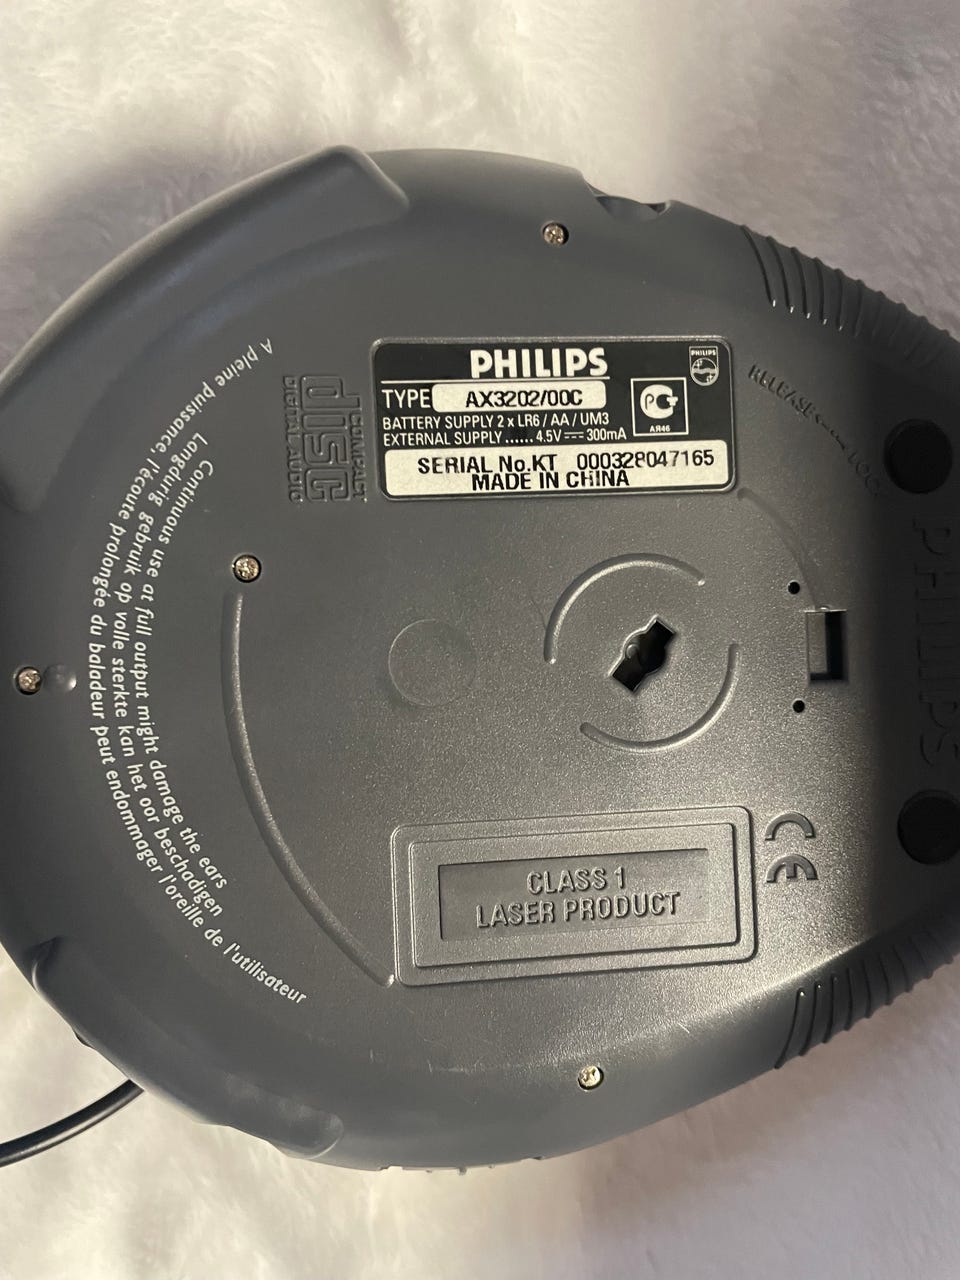 PHILIPS
PHILIPS
TYPE AX3202/00C
BATTERY SUPPLY 2 x LR6 / AA / UM3
EXTERNAL SUPPLY ...... 4.5V 300mA
АЯ46
SERIAL No.KT 000328047165
MADE IN CHINA
COMPACT
disc
DIGITAL AUDIO
RELEASE LOCK
PHILIPS
A pleine puissance, l'écoute prolongée du baladeur peut endommager l'oreille de l'utilisateur
Langdurig gebruik op volle sterkte kan het oor beschadigen
Continuous use at full output might damage the ears
CE
CLASS 1
LASER PRODUCT